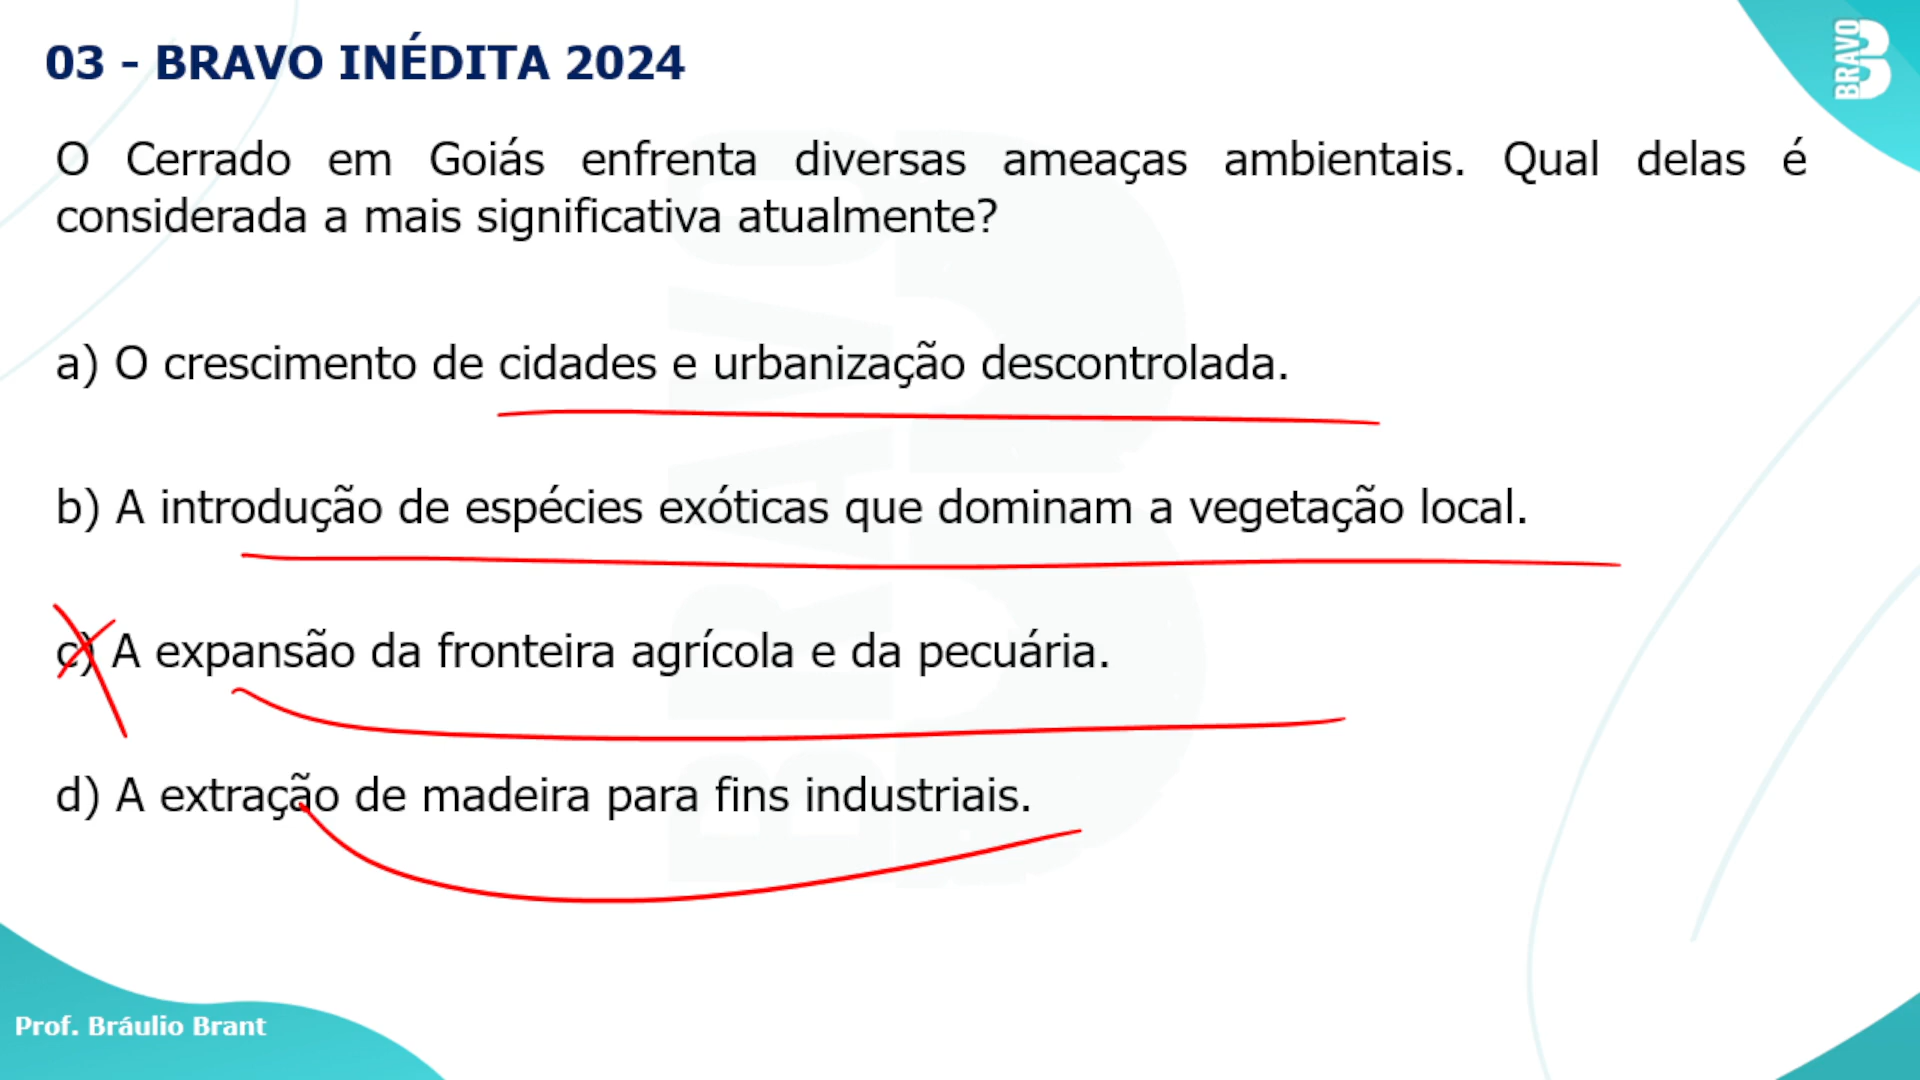 03 - BRAVO INÉDITA 2024
BRAVO
O Cerrado em Goiás enfrenta diversas ameaças ambientais. Qual delas é
considerada a mais significativa atualmente?
a) O crescimento de cidades e urbanização descontrolada.
b) A introdução de espécies exóticas que dominam a vegetação local.
c) A expansão da fronteira agrícola e da pecuária.
d) A extração de madeira para fins industriais.
BRAVO
Prof. Bráulio Brant